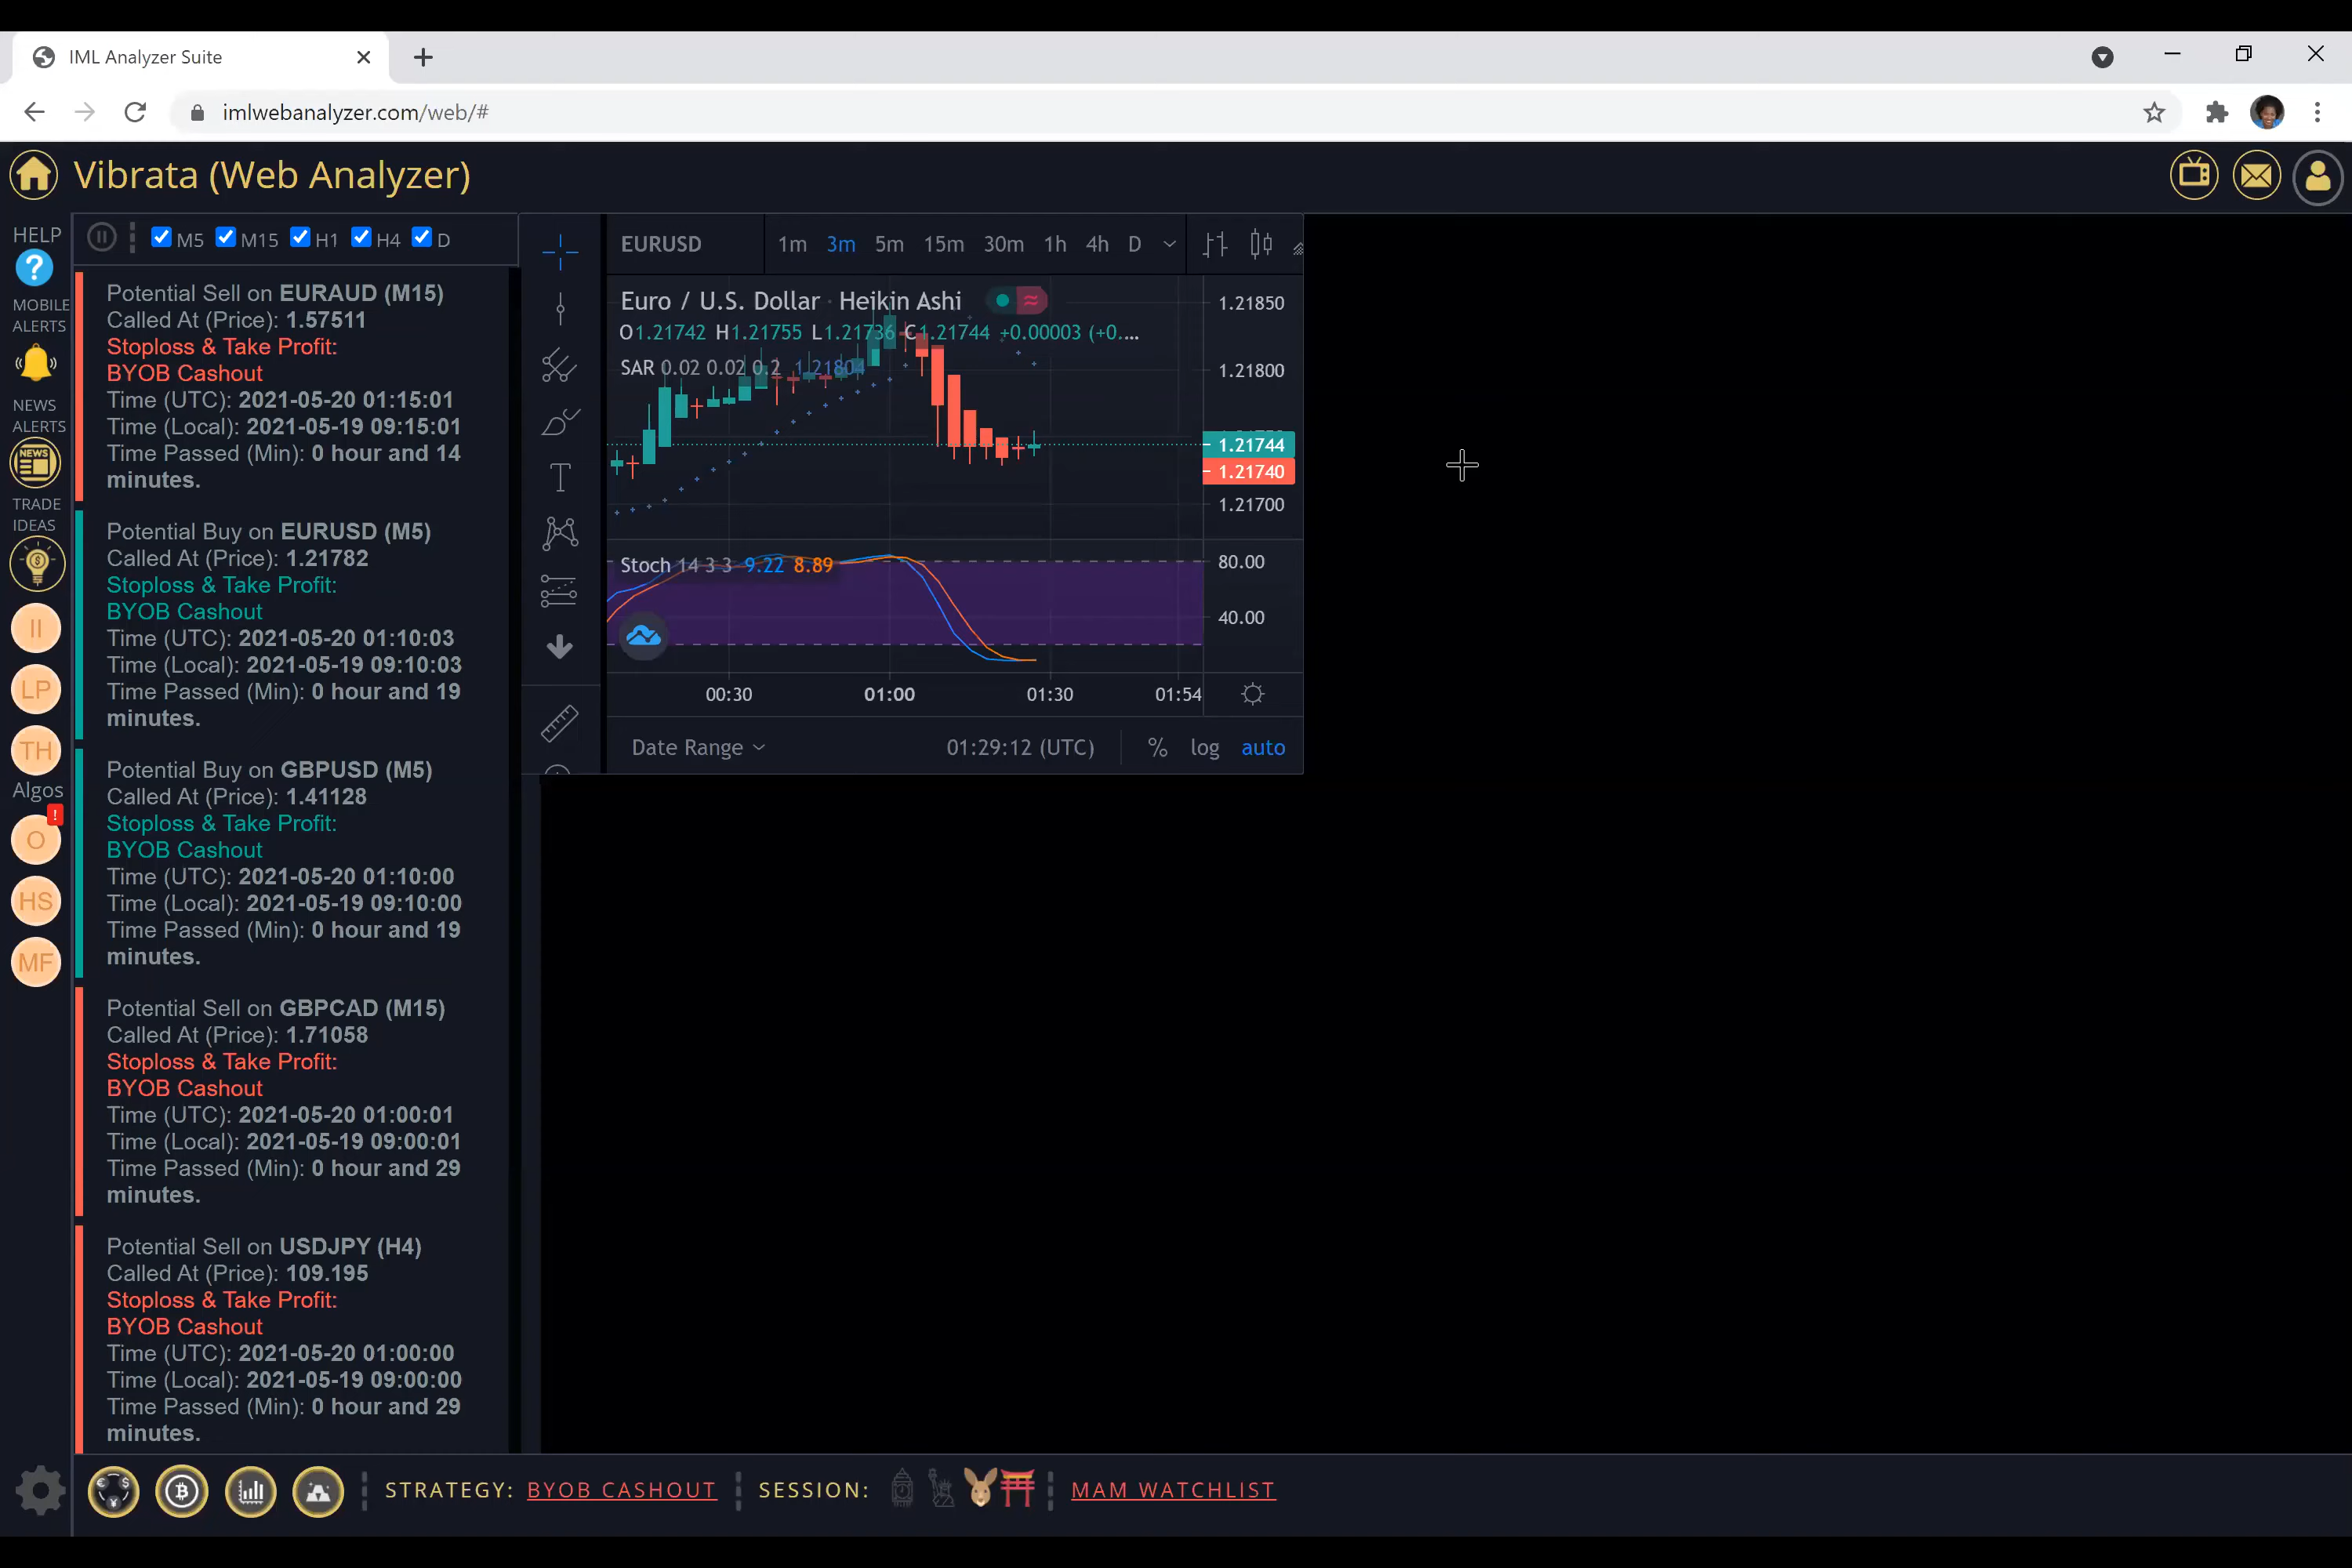 IML Analyzer Suite
imlwebanalyzer.com/web/#
Vibrata (Web Analyzer)
HELP
?
MOBILE
ALERTS
NEWS
ALERTS
NEWS
TRADE
IDEAS
II
LP
TH
Algos
!
O
HS
MF
M5 M15 H1 H4 D
Potential Sell on EURAUD (M15)
Called At (Price): 1.57511
Stoploss & Take Profit:
BYOB Cashout
Time (UTC): 2021-05-20 01:15:01
Time (Local): 2021-05-19 09:15:01
Time Passed (Min): 0 hour and 14
minutes.
Potential Buy on EURUSD (M5)
Called At (Price): 1.21782
Stoploss & Take Profit:
BYOB Cashout
Time (UTC): 2021-05-20 01:10:03
Time (Local): 2021-05-19 09:10:03
Time Passed (Min): 0 hour and 19
minutes.
Potential Buy on GBPUSD (M5)
Called At (Price): 1.41128
Stoploss & Take Profit:
BYOB Cashout
Time (UTC): 2021-05-20 01:10:00
Time (Local): 2021-05-19 09:10:00
Time Passed (Min): 0 hour and 19
minutes.
Potential Sell on GBPCAD (M15)
Called At (Price): 1.71058
Stoploss & Take Profit:
BYOB Cashout
Time (UTC): 2021-05-20 01:00:01
Time (Local): 2021-05-19 09:00:01
Time Passed (Min): 0 hour and 29
minutes.
Potential Sell on USDJPY (H4)
Called At (Price): 109.195
Stoploss & Take Profit:
BYOB Cashout
Time (UTC): 2021-05-20 01:00:00
Time (Local): 2021-05-19 09:00:00
Time Passed (Min): 0 hour and 29
minutes.
EURUSD 1m 3m 5m 15m 30m 1h 4h D
Euro / U.S. Dollar · Heikin Ashi
O1.21742 H1.21755 L1.21736 C1.21744 +0.00003 (+0....
SAR 0.02 0.02 0.2 1.21804
1.21850
1.21800
1.21744
1.21740
1.21700
Stoch 14 3 3 9.22 8.89
80.00
40.00
00:30 01:00 01:30 01:54
Date Range 01:29:12 (UTC) % log auto
STRATEGY: BYOB CASHOUT SESSION: MAM WATCHLIST